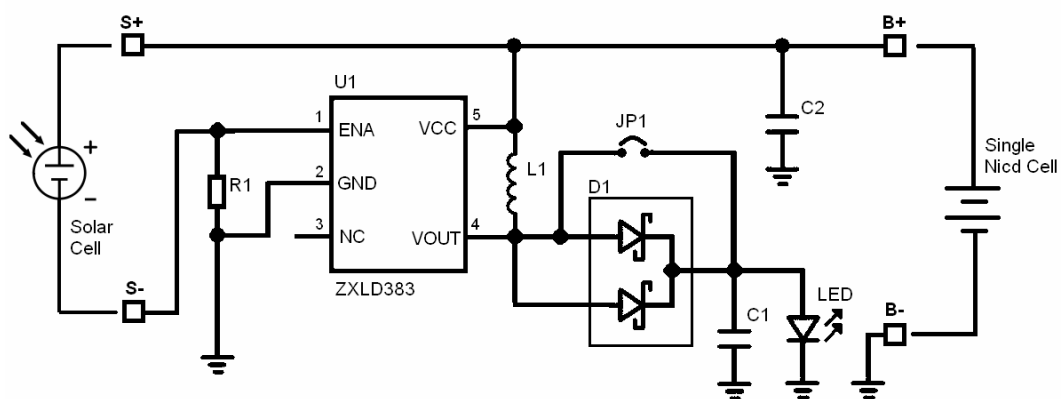 S+
B+
U1
1
ENA
5
VCC
C2
JP1
+
Single
Nicd Cell
R1
2
GND
L1
−
D1
Solar
Cell
3
NC
4
VOUT
S-
ZXLD383
LED
C1
B-